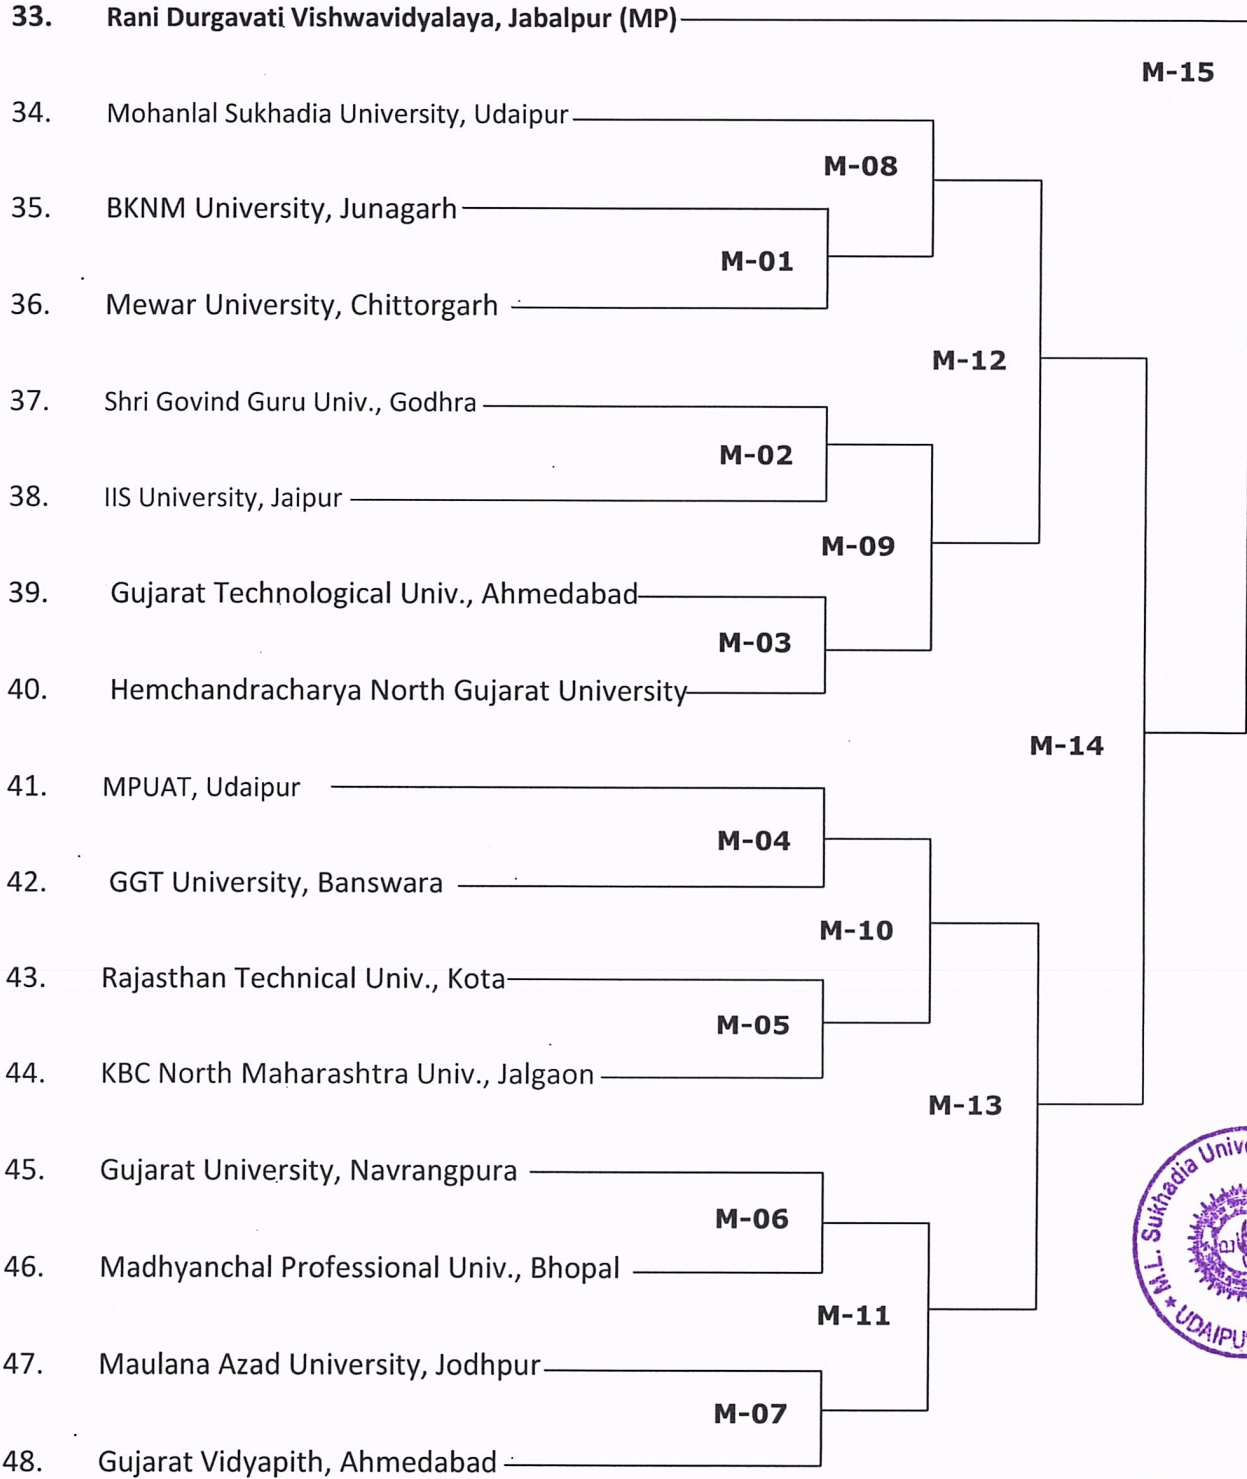 33. Rani Durgavati Vishwavidyalaya, Jabalpur (MP)
M-15
34. Mohanlal Sukhadia University, Udaipur
M-08
35. BKNM University, Junagarh
M-01
36. Mewar University, Chittorgarh
M-12
37. Shri Govind Guru Univ., Godhra
M-02
38. IIS University, Jaipur
M-09
39. Gujarat Technological Univ., Ahmedabad
M-03
40. Hemchandracharya North Gujarat University
M-14
41. MPUAT, Udaipur
M-04
42. GGT University, Banswara
M-10
43. Rajasthan Technical Univ., Kota
M-05
44. KBC North Maharashtra Univ., Jalgaon
M-13
45. Gujarat University, Navrangpura
M-06
46. Madhyanchal Professional Univ., Bhopal
M-11
47. Maulana Azad University, Jodhpur
M-07
48. Gujarat Vidyapith, Ahmedabad
M.L. Sukhadia Univ
★ UDAIPU